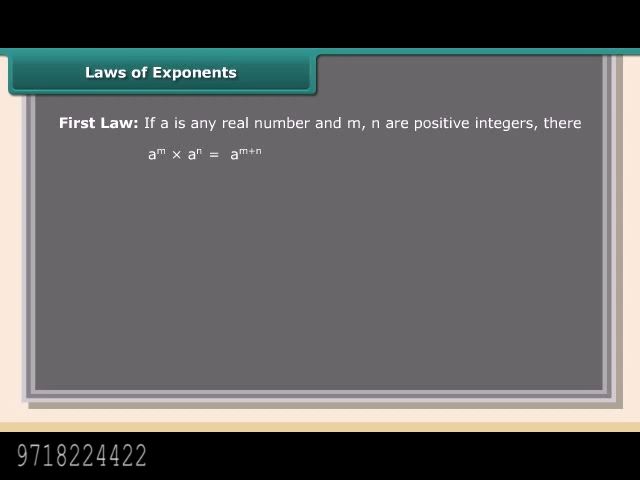 Laws of Exponents
First Law: If a is any real number and m, n are positive integers, there
aᵐ × aⁿ = aᵐ⁺ⁿ
9718224422